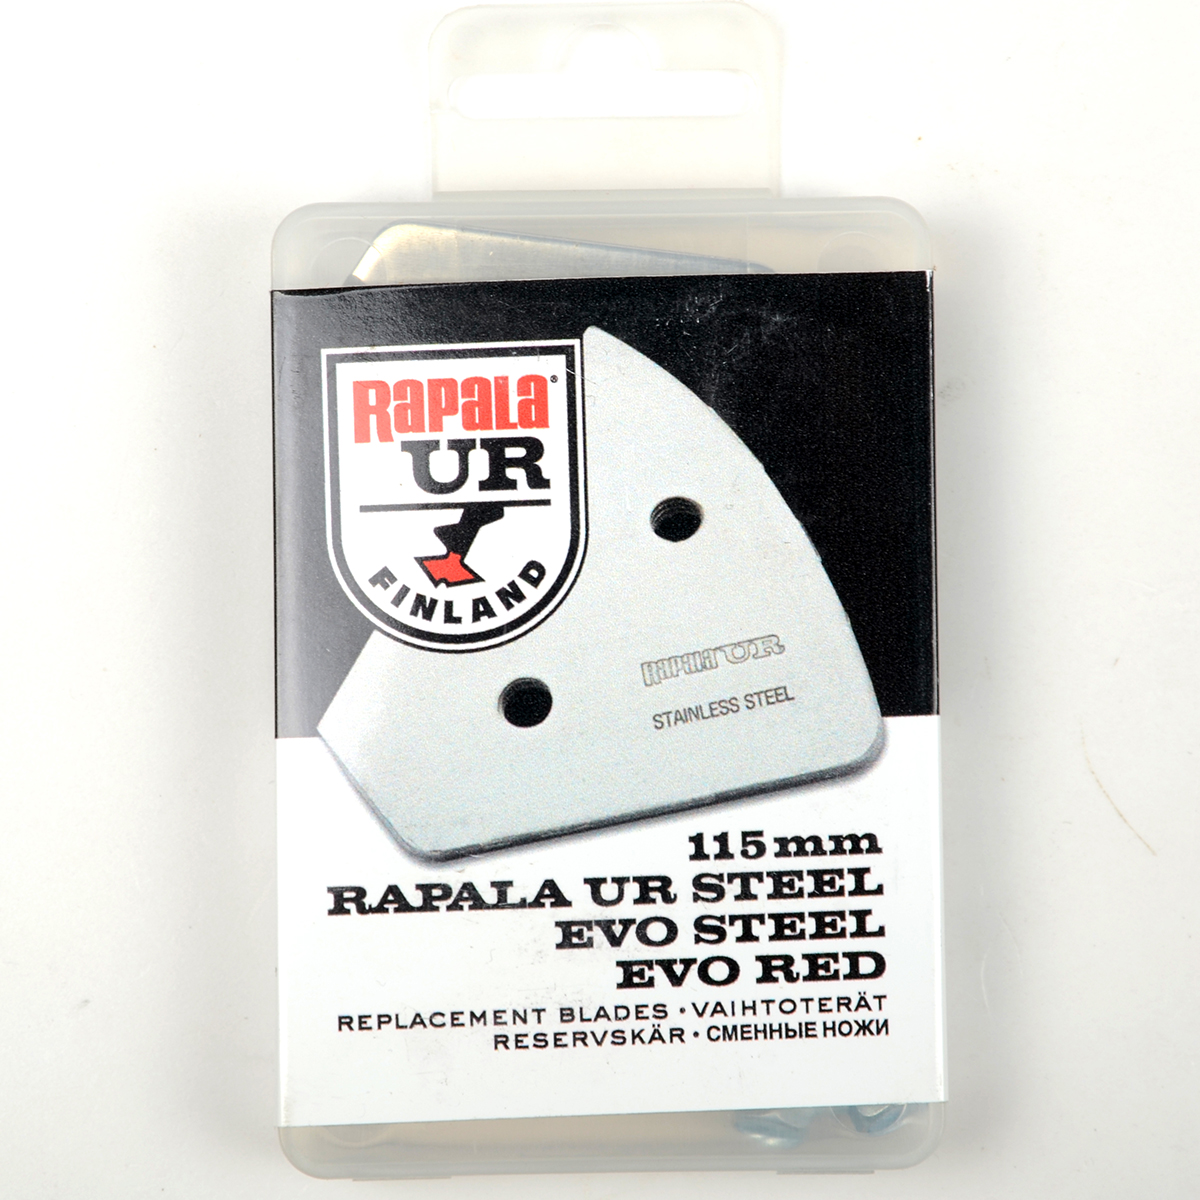 RAPALA®
UR
FINLAND
RAPALA UR
STAINLESS STEEL
115mm
RAPALA UR STEEL
EVO STEEL
EVO RED
REPLACEMENT BLADES • VAIHTOTERÄT
RESERVSKÄR • СМЕННЫЕ НОЖИ